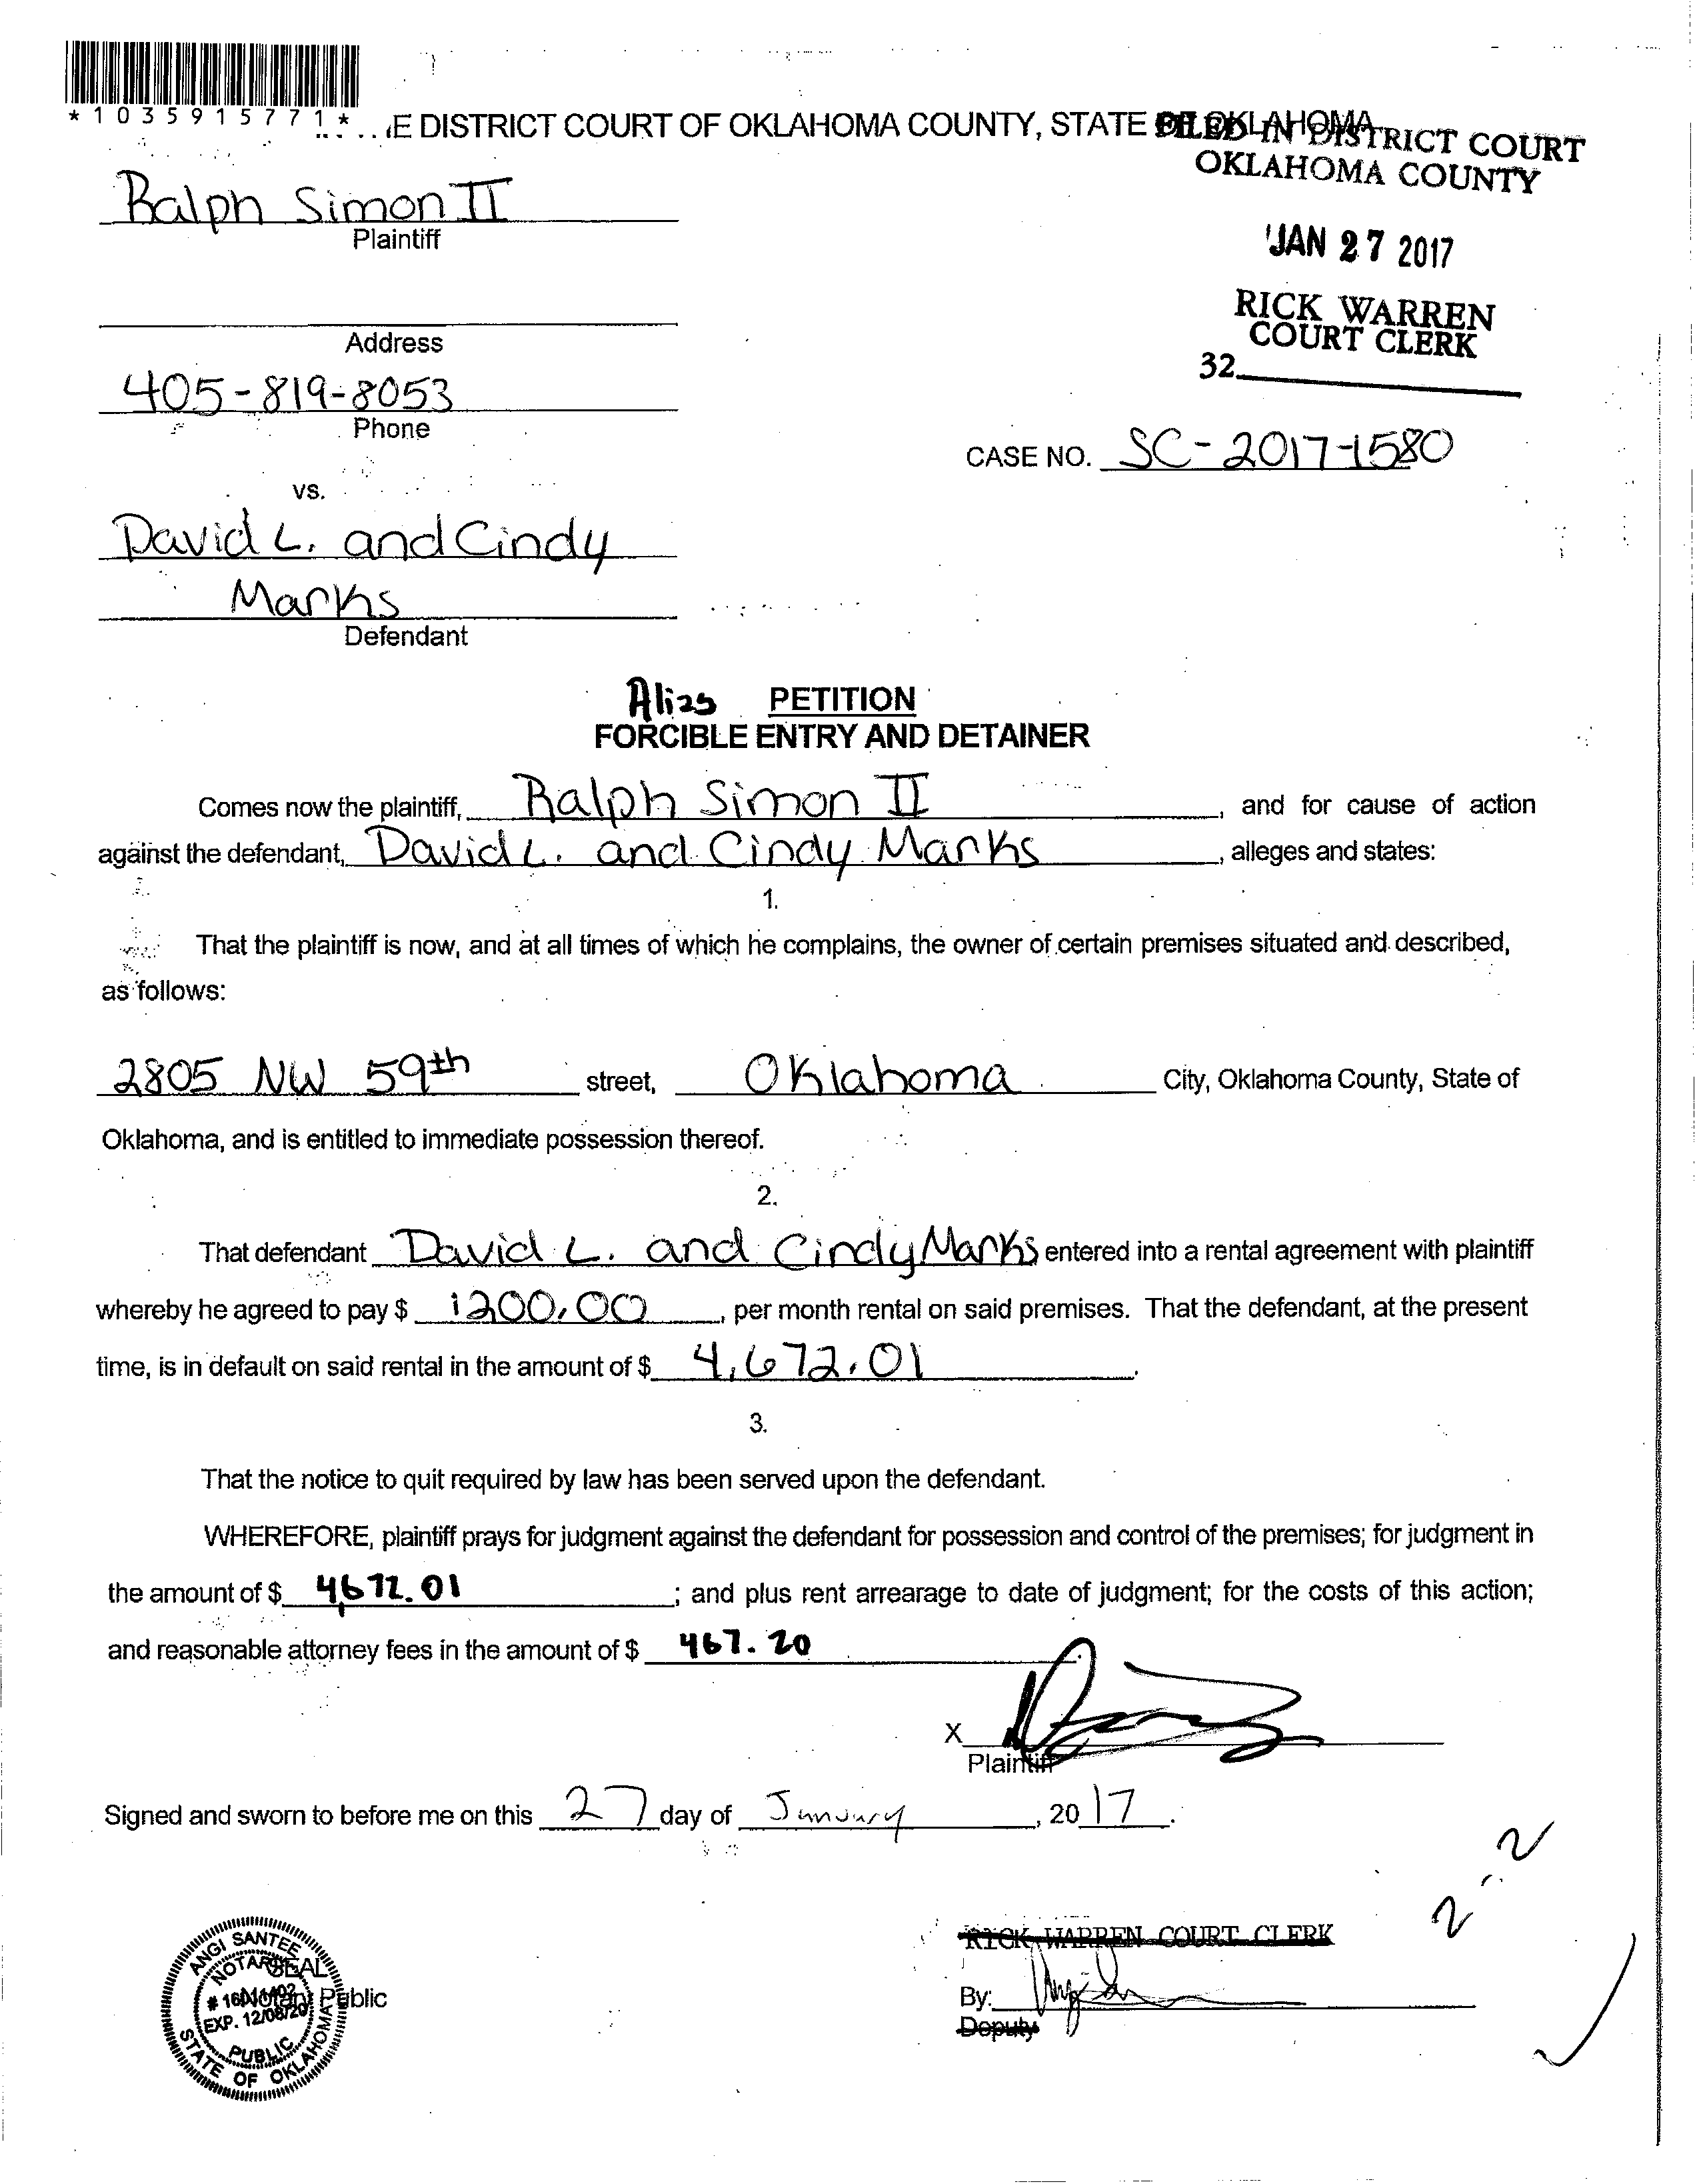 *1035915771*
E DISTRICT COURT OF OKLAHOMA COUNTY, STATE OF OKLAHOMA
FILED IN DISTRICT COURT
OKLAHOMA COUNTY
Ralph Simon II
Plaintiff
JAN 27 2017
RICK WARREN
COURT CLERK
32
Address
405-819-8053
Phone
CASE NO. SC-2017-1580
vs.
David L. and Cindy
Marks
Defendant
Alias PETITION
FORCIBLE ENTRY AND DETAINER
Comes now the plaintiff, Ralph Simon II, and for cause of action
against the defendant, David L. and Cindy Marks, alleges and states:
1.
That the plaintiff is now, and at all times of which he complains, the owner of certain premises situated and described,
as follows:
2805 NW 59th street, Oklahoma City, Oklahoma County, State of
Oklahoma, and is entitled to immediate possession thereof.
2.
That defendant David L. and Cindy Marks entered into a rental agreement with plaintiff
whereby he agreed to pay $ 1200.00, per month rental on said premises. That the defendant, at the present
time, is in default on said rental in the amount of $ 4,672.01.
3.
That the notice to quit required by law has been served upon the defendant.
WHEREFORE, plaintiff prays for judgment against the defendant for possession and control of the premises; for judgment in
the amount of $ 4,672.01; and plus rent arrearage to date of judgment; for the costs of this action;
and reasonable attorney fees in the amount of $ 467.20
X
Plaintiff
Signed and sworn to before me on this 27 day of January, 2017.
2-2
RICK WARREN COURT CLERK
By:
Deputy
SEAL
Notary Public
ANGI SANTEE
NOTARY
EXP. 12/08/20
PUBLIC
STATE OF OKLAHOMA